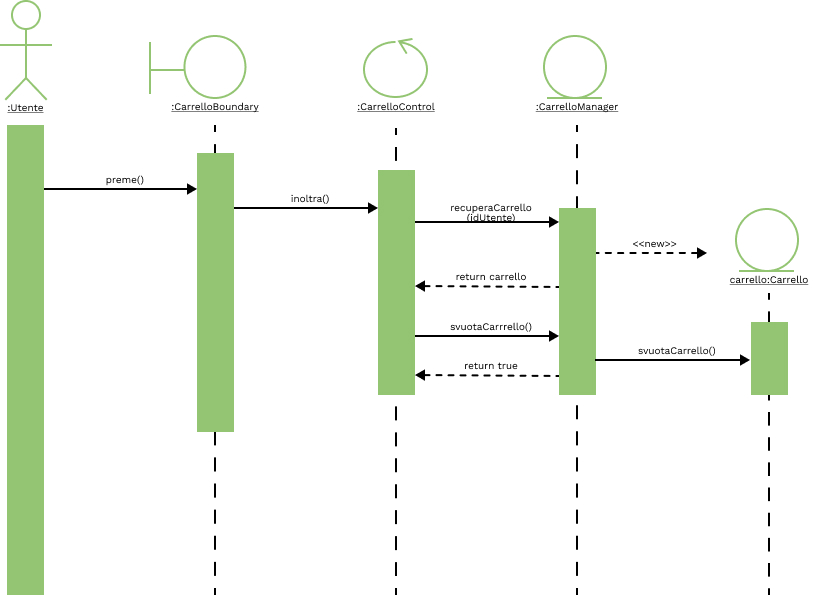 :Utente
:CarrelloBoundary
:CarrelloControl
:CarrelloManager
preme()
inoltra()
recuperaCarrello
(idUtente)
<<new>>
return carrello
carrello:Carrello
svuotaCarrrello()
svuotaCarrello()
return true